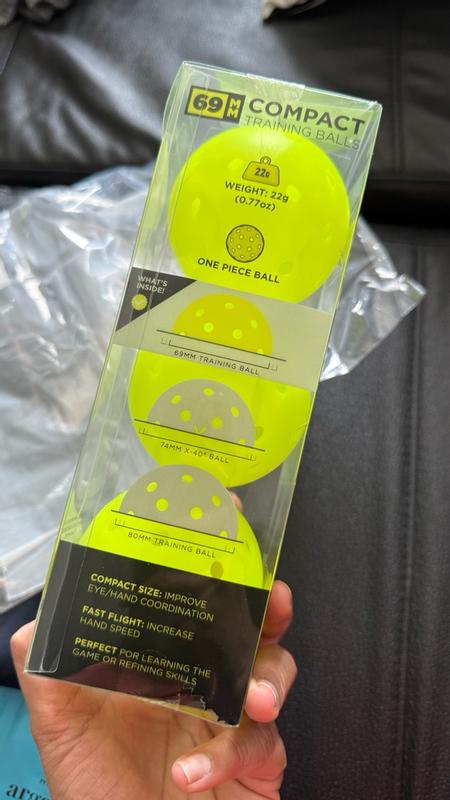 69 MM COMPACT
TRAINING BALLS
22g
WEIGHT: 22g
(0.77oz)
ONE PIECE BALL
WHAT'S
INSIDE!
69MM TRAINING BALL
74MM X-40® BALL
80MM TRAINING BALL
COMPACT SIZE: IMPROVE
EYE/HAND COORDINATION
FAST FLIGHT: INCREASE
HAND SPEED
PERFECT FOR LEARNING THE
GAME OR REFINING SKILLS